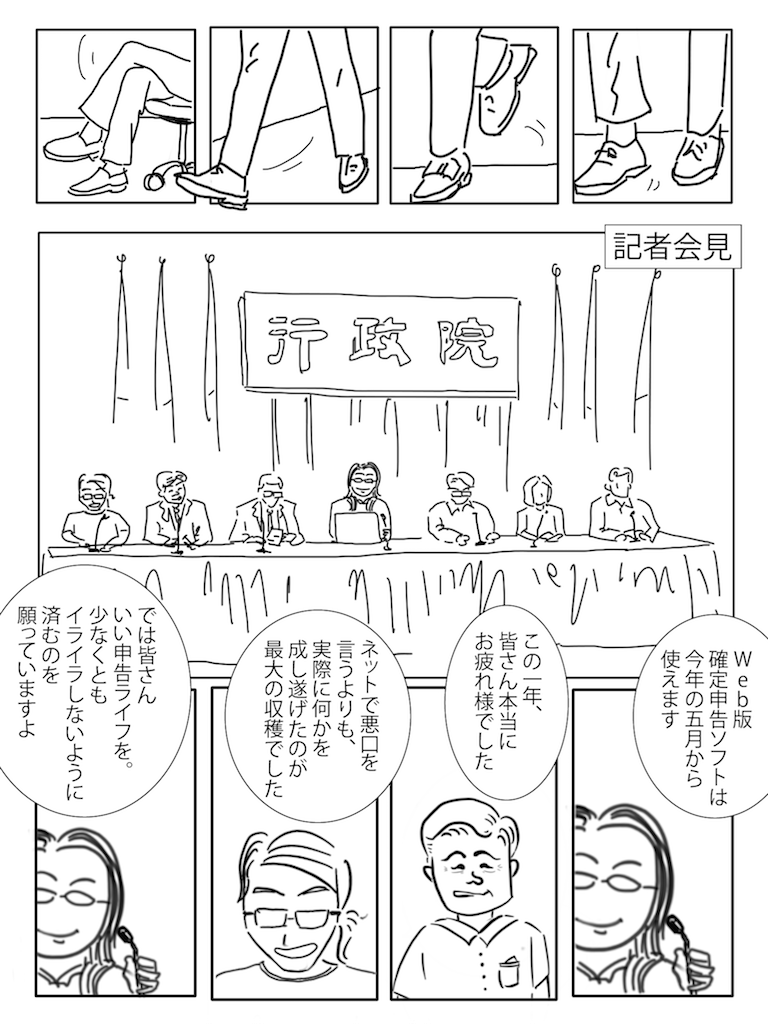 記者会見
行政院
Web版
確定申告ソフトは
今年の五月から
使えます
この一年、
皆さん本当に
お疲れ様でした
ネットで悪口を
言うよりも、
実際に何かを
成し遂げたのが
最大の収穫でした
では皆さん
いい申告ライフを。
少なくとも
イライラしないように
済むのを
願っていますよ